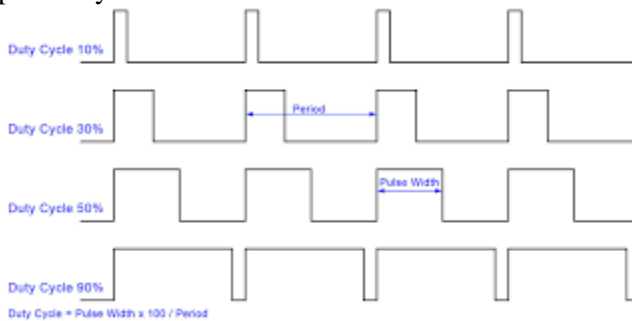 Duty Cycle 10%
Duty Cycle 30%
Period
Duty Cycle 50%
Pulse Width
Duty Cycle 90%
Duty Cycle = Pulse Width x 100 / Period